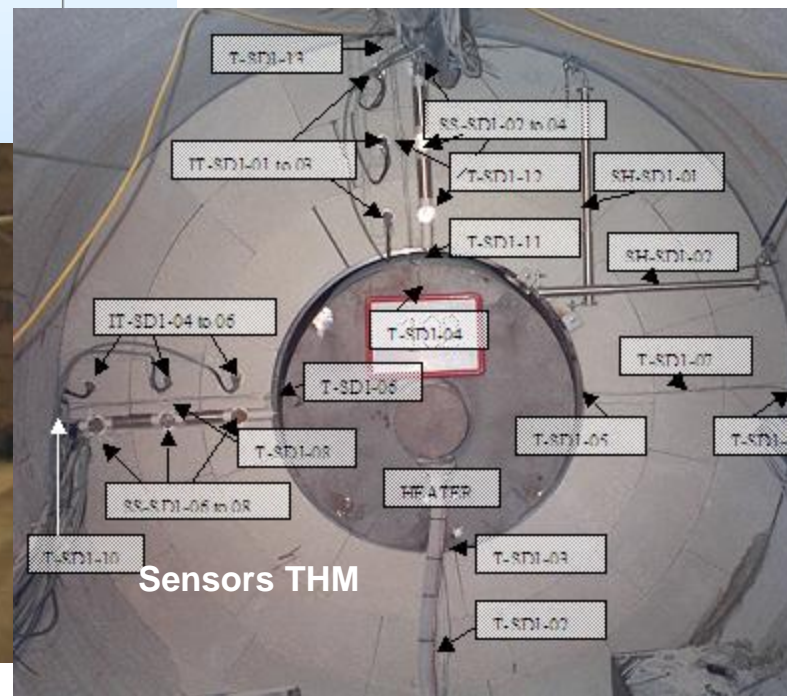 T-SD1-13
SS-SD1-02 to 04
IT-SD1-01 to 03
T-SD1-12
SH-SD1-01
T-SD1-11
SH-SD1-02
IT-SD1-04 to 06
T-SD1-04
T-SD1-07
T-SD1-06
T-SD1-05
T-SD1-
T-SD1-08
HEATER
SS-SD1-06 to 08
T-SD1-10
T-SD1-03
Sensors THM
T-SD1-02